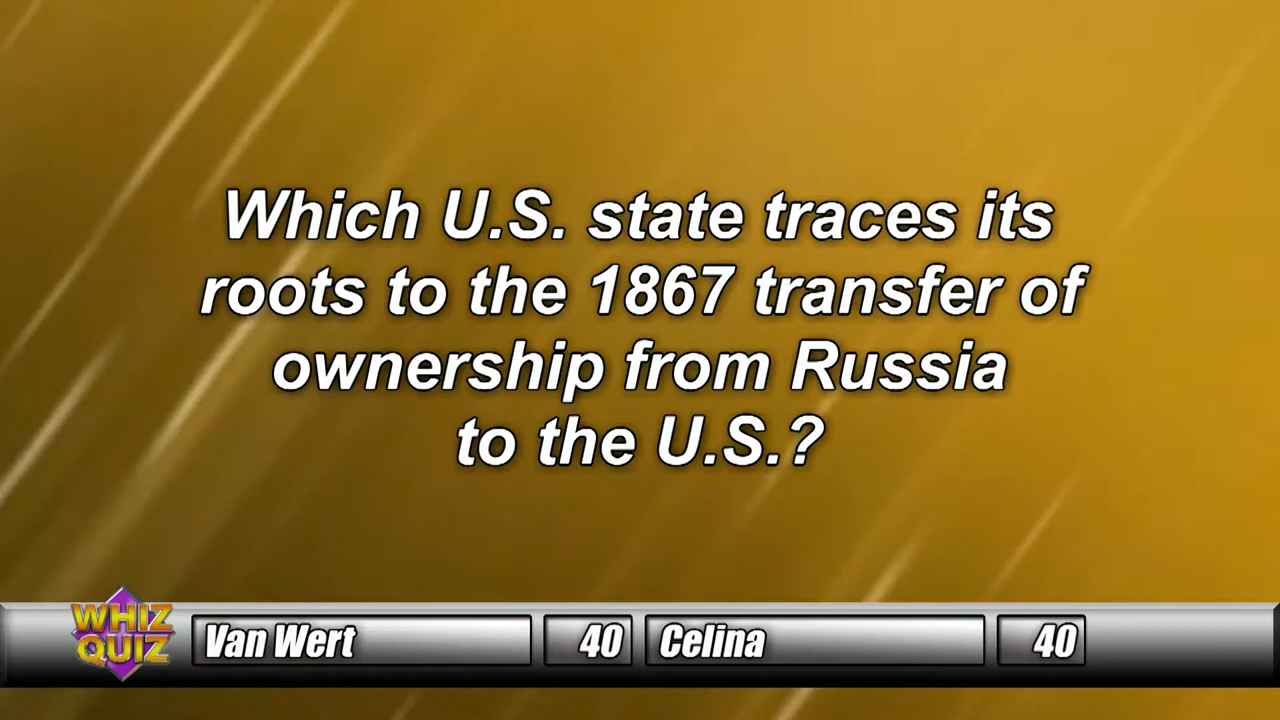 Which U.S. state traces its
roots to the 1867 transfer of
ownership from Russia
to the U.S.?
WHIZ
QUIZ
Van Wert 40 Celina 40